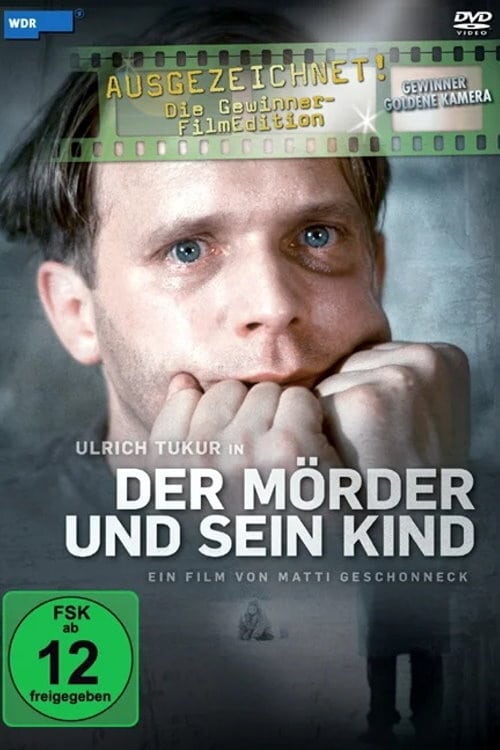 WDR
DVD
VIDEO
AUSGEZEICHNET!
Die Gewinner-
FilmEdition
GEWINNER
GOLDENE KAMERA
ULRICH TUKUR IN
DER MÖRDER
UND SEIN KIND
EIN FILM VON MATTI GESCHONNECK
FSK
ab
12
freigegeben